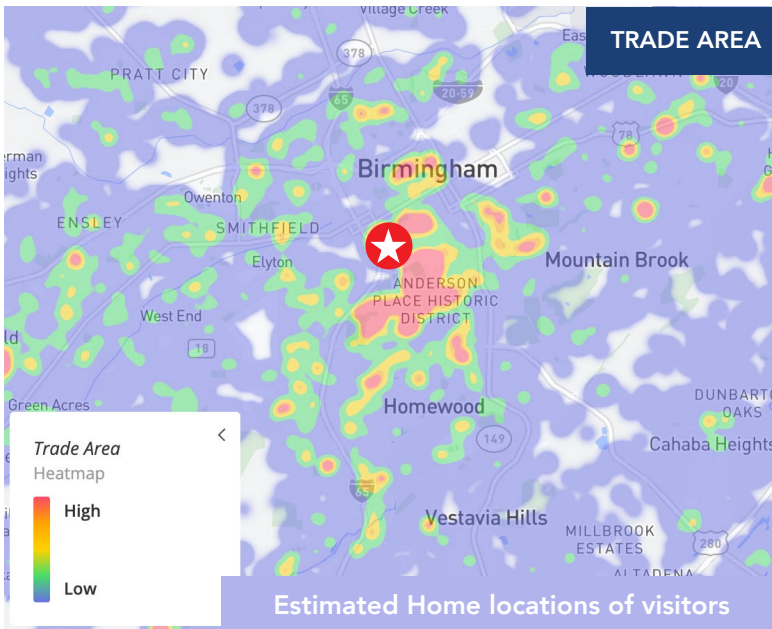 Village Creek
TRADE AREA
378
PRATT CITY
65
20-59
20
378
78
Birmingham
Owenton
ENSLEY
SMITHFIELD
Elyton
Mountain Brook
ANDERSON
PLACE HISTORIC
DISTRICT
West End
18
Green Acres
Homewood
149
Cahaba Heights
Trade Area
Heatmap
High
Low
65
Vestavia Hills
MILLBROOK
ESTATES
280
ALTADENA
Estimated Home locations of visitors